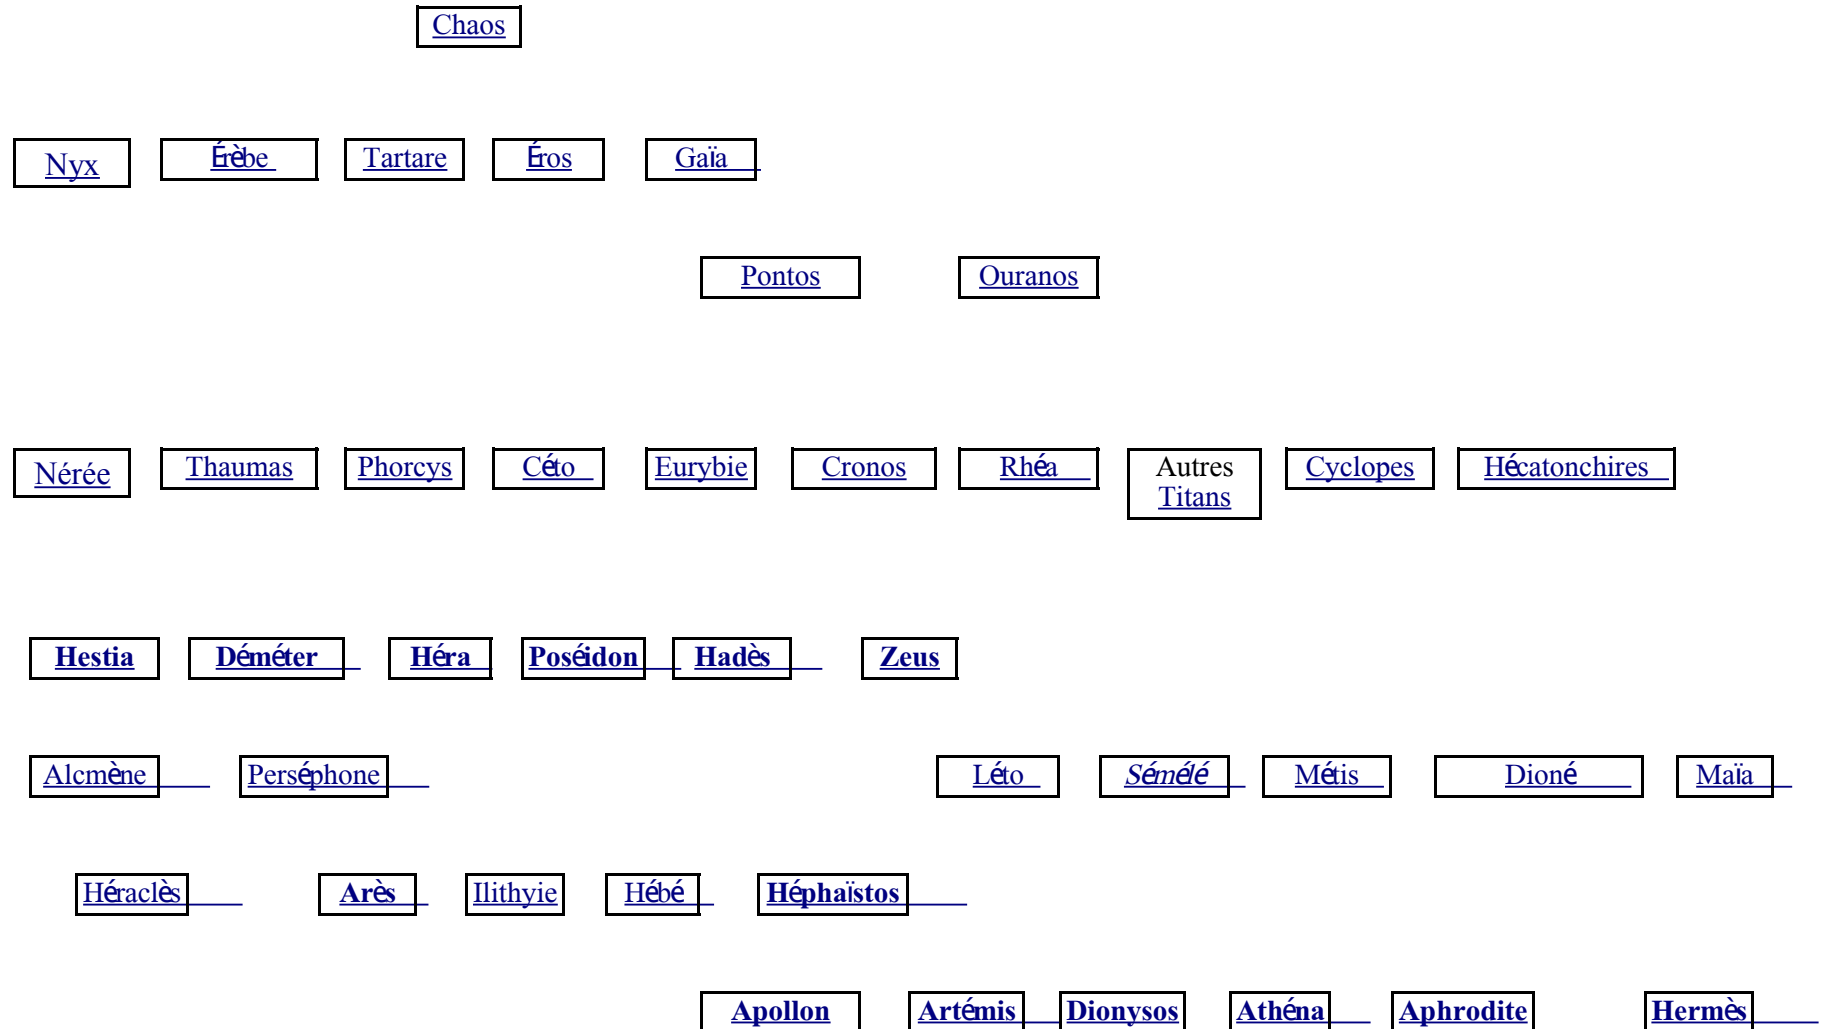 Chaos
Nyx Érèbe Tartare Éros Gaïa
Pontos Ouranos
Nérée Thaumas Phorcys Céto Eurybie Cronos Rhéa Autres Titans Cyclopes Hécatonchires
Hestia Déméter Héra Poséidon Hadès Zeus
Alcmène Perséphone Léto Sémélé Métis Dioné Maïa
Héraclès Arès Ilithyie Hébé Héphaïstos
Apollon Artémis Dionysos Athéna Aphrodite Hermès